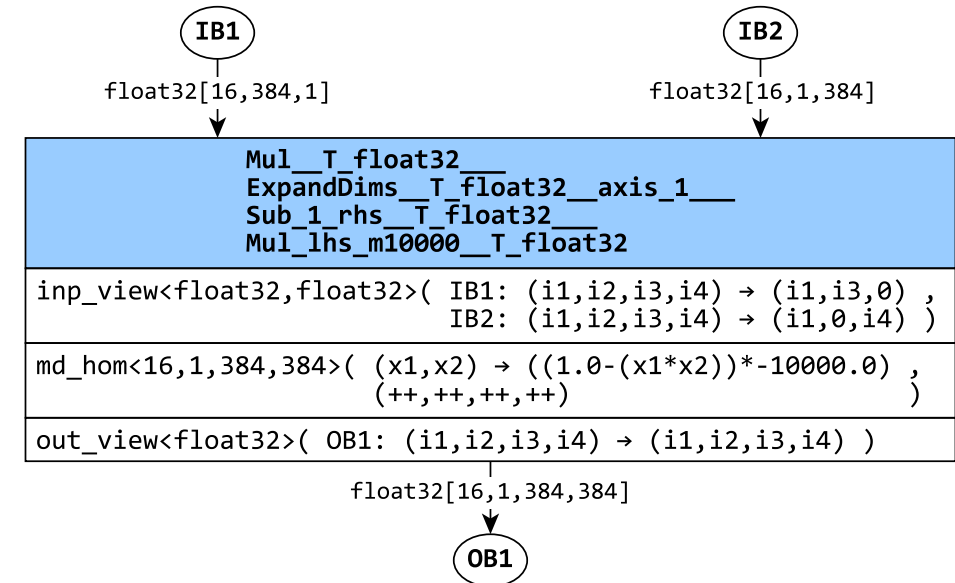 IB1 IB2
float32[16,384,1] float32[16,1,384]
Mul__T_float32___
ExpandDims__T_float32__axis_1___
Sub_1_rhs__T_float32___
Mul_lhs_m10000__T_float32
inp_view<float32,float32>( IB1: (i1,i2,i3,i4) → (i1,i3,0) ,
IB2: (i1,i2,i3,i4) → (i1,0,i4) )
md_hom<16,1,384,384>( (x1,x2) → ((1.0-(x1*x2))*-10000.0) ,
(++,++,++,++) )
out_view<float32>( OB1: (i1,i2,i3,i4) → (i1,i2,i3,i4) )
float32[16,1,384,384]
OB1